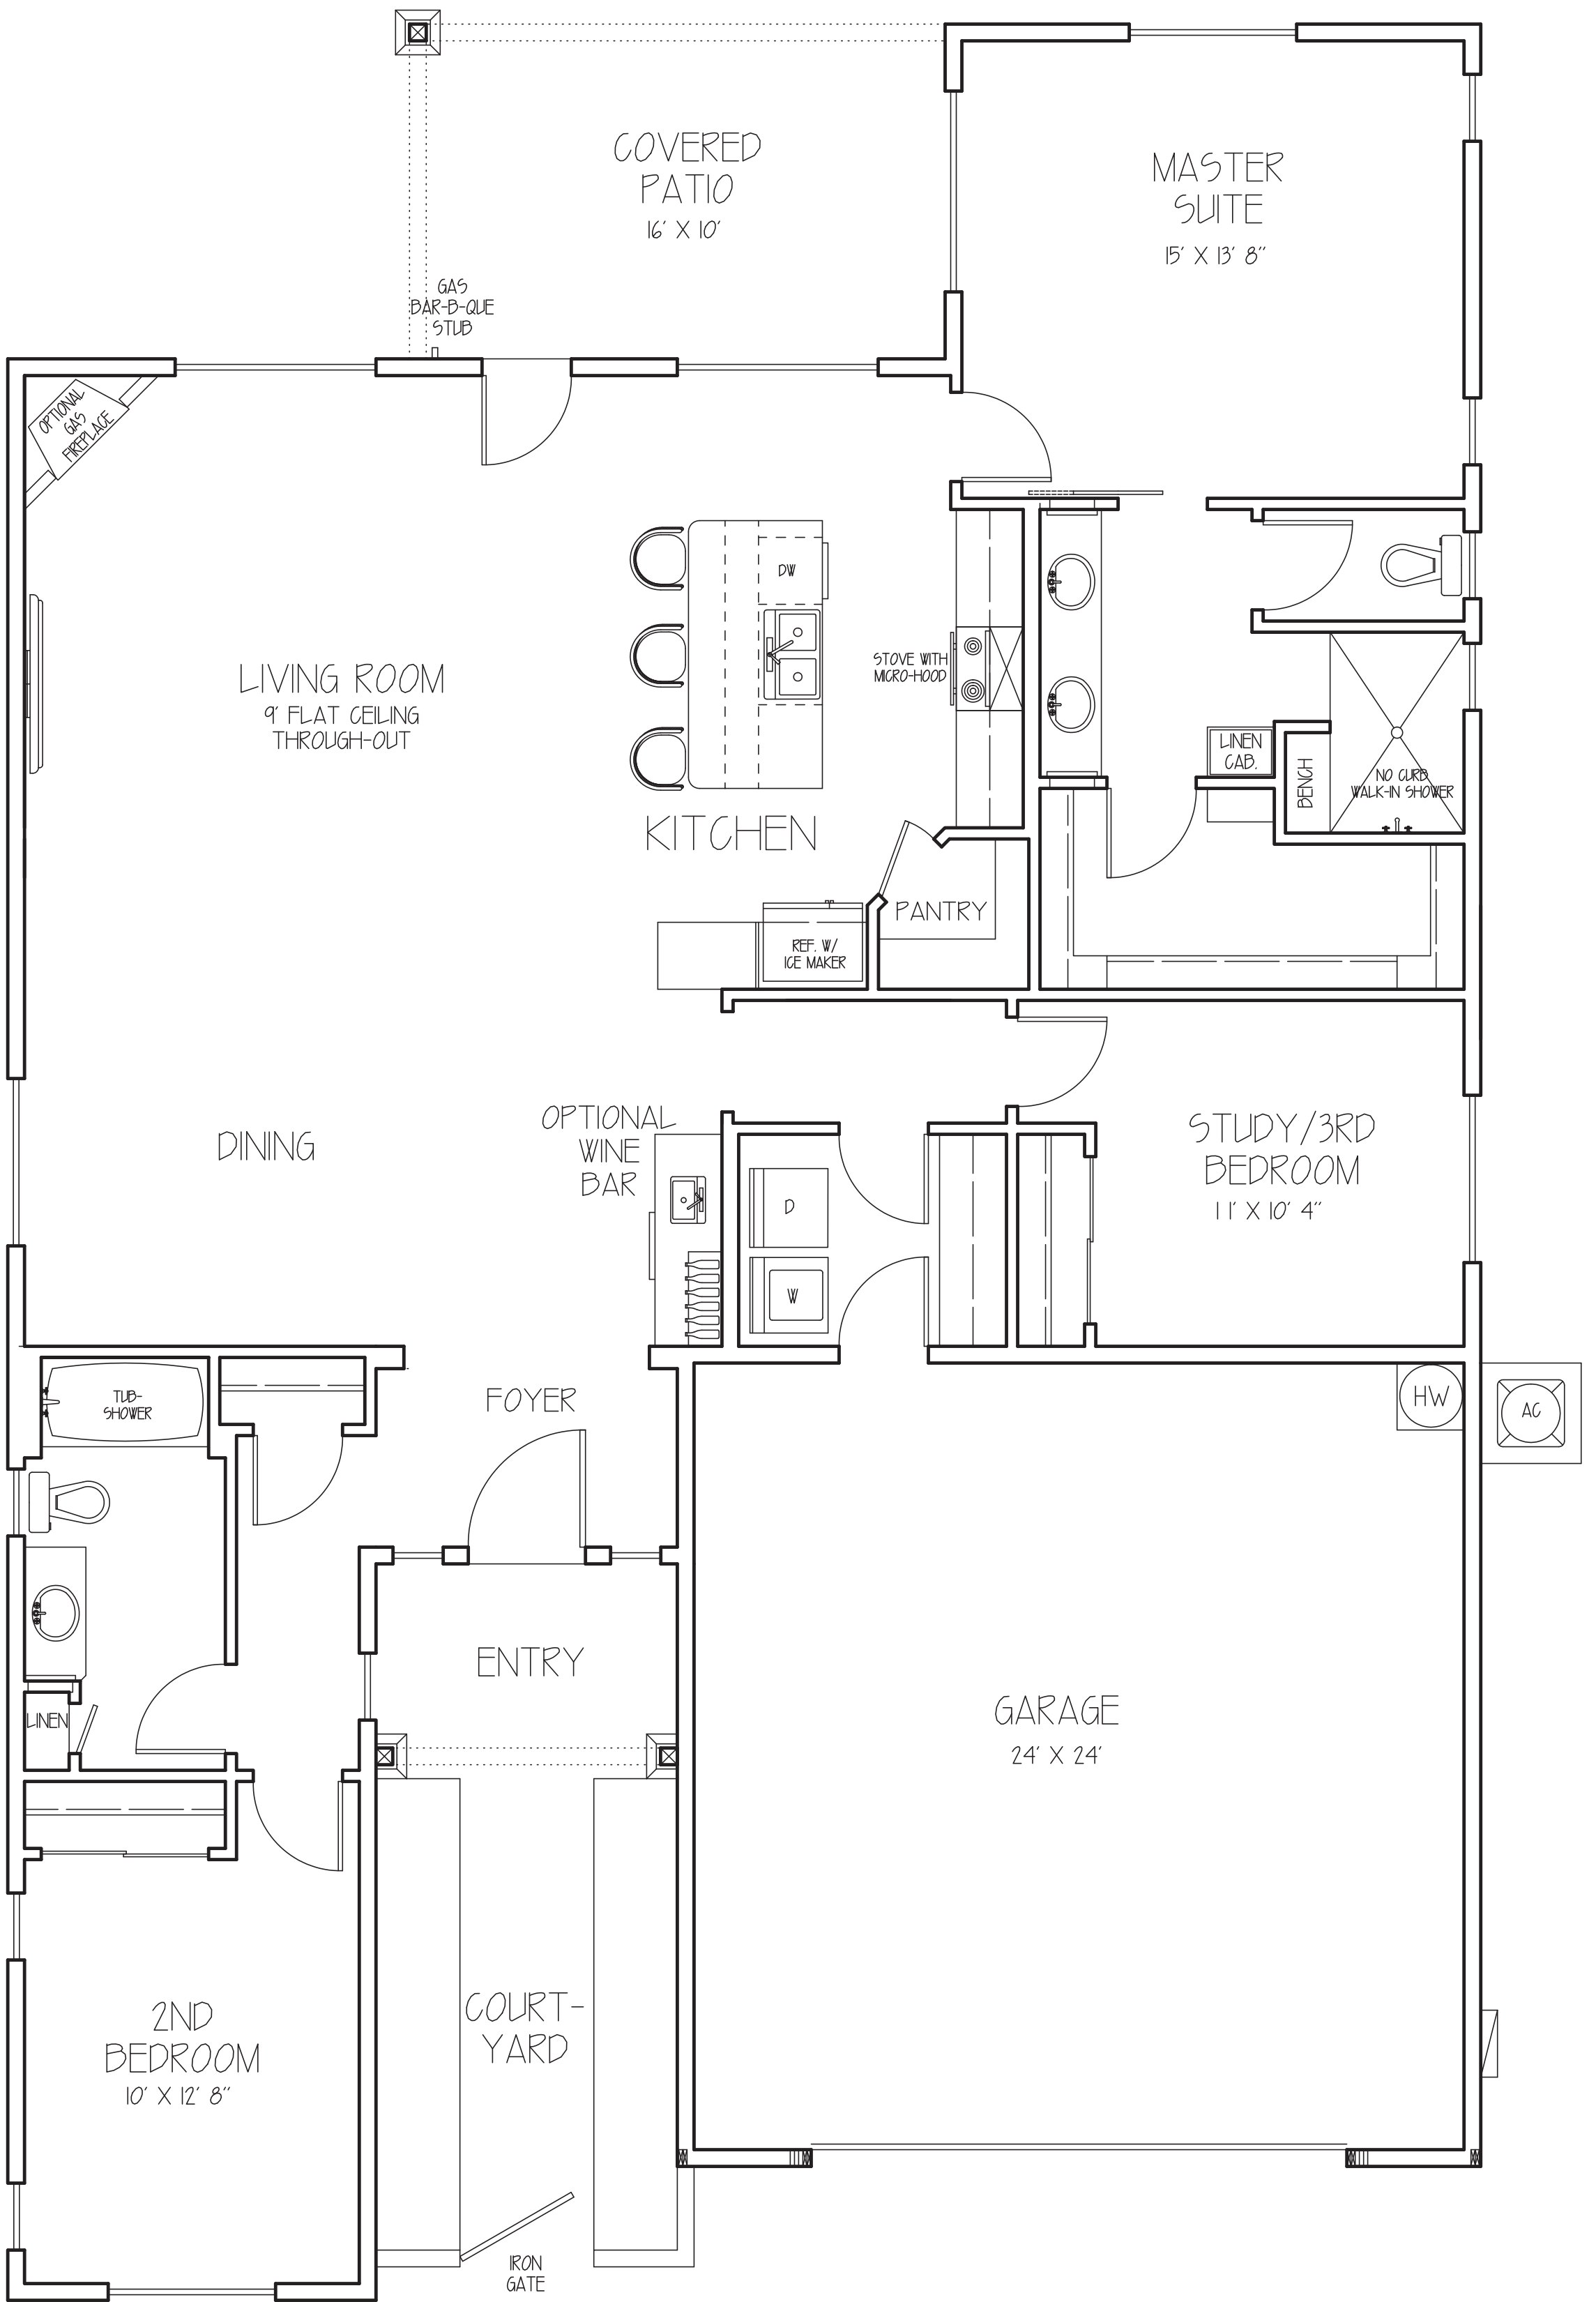 COVERED
PATIO
16' X 10'
MASTER
SUITE
15' X 13' 8"
GAS
BAR-B-QUE
STUB
OPTIONAL
GAS
FIREPLACE
DW
LIVING ROOM
9' FLAT CEILING
THROUGH-OUT
STOVE WITH
MICRO-HOOD
LINEN
CAB.
BENCH
NO CURB
WALK-IN SHOWER
KITCHEN
PANTRY
REF. W/
ICE MAKER
DINING
OPTIONAL
WINE
BAR
D
W
STUDY/3RD
BEDROOM
11' X 10' 4"
TUB-
SHOWER
FOYER
HW
AC
ENTRY
LINEN
GARAGE
24' X 24'
2ND
BEDROOM
10' X 12' 8"
COURT-
YARD
IRON
GATE